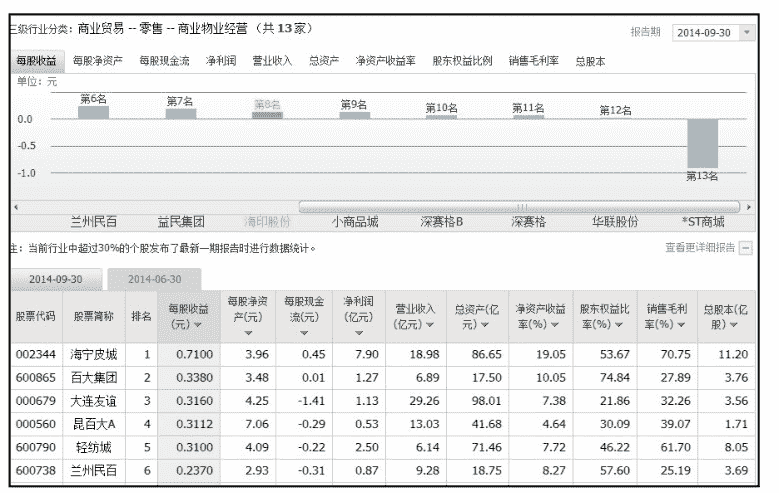 三级行业分类: 商业贸易 -- 零售 -- 商业物业经营 （共 13 家） 报告期 2014-09-30
每股收益 每股净资产 每股现金流 净利润 营业收入 总资产 净资产收益率 股东权益比例 销售毛利率 总股本
单位: 元
第6名 第7名 第8名 第9名 第10名 第11名 第12名
0.0
-0.5
-1.0
第13名
兰州民百 益民集团 海印股份 小商品城 深赛格B 深赛格 华联股份 *ST商城
注: 当前行业中超过30%的个股发布了最新一期报告时进行数据统计。 查看更详细报告
2014-09-30 2014-06-30
股票代码 股票简称 排名 每股收益(元) 每股净资产(元) 每股现金流(元) 净利润(亿元) 营业收入(亿元) 总资产(亿元) 净资产收益率(%) 股东权益比率(%) 销售毛利率(%) 总股本(亿股)
002344 海宁皮城 1 0.7100 3.96 0.45 7.90 18.98 86.65 19.05 53.67 70.75 11.20
600865 百大集团 2 0.3380 3.48 0.01 1.27 6.89 17.50 10.05 74.84 27.89 3.76
000679 大连友谊 3 0.3160 4.25 -1.41 1.13 29.26 98.01 7.38 21.86 32.26 3.56
000560 昆百大A 4 0.3112 7.06 -0.29 0.53 13.03 41.68 4.64 30.09 39.07 1.71
600790 轻纺城 5 0.3100 4.09 -0.22 2.50 6.14 71.46 7.72 46.22 61.70 8.05
600738 兰州民百 6 0.2370 2.93 -0.31 0.87 9.28 18.75 8.27 57.60 25.19 3.69